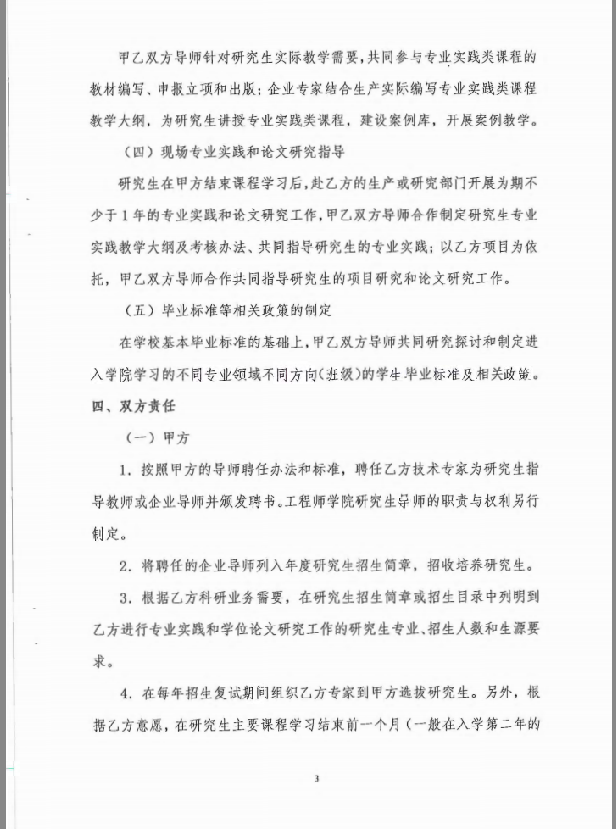 甲乙双方导师针对研究生实际教学需要,共同参与专业实践类课程的
教材编写、申报立项和出版;企业专家结合生产实际编写专业实践类课程
教学大纲,为研究生讲授专业实践类课程,建设案例库,开展案例教学。
(四)现场专业实践和论文研究指导
研究生在甲方结束课程学习后,赴乙方的生产或研究部门开展为期不
少于1年的专业实践和论文研究工作,甲乙双方导师合作制定研究生专业
实践教学大纲及考核办法、共同指导研究生的专业实践;以乙方项目为依
托,甲乙双方导师合作共同指导研究生的项目研究和论文研究工作。
(五)毕业标准等相关政策的制定
在学校基本毕业标准的基础上,甲乙双方导师共同研究探讨和制定进
入学院学习的不同专业领域不同方向(班级)的学生毕业标准及相关政策。
四、双方责任
(一)甲方
1. 按照甲方的导师聘任办法和标准,聘任乙方技术专家为研究生指
导教师或企业导师并颁发聘书。工程师学院研究生导师的职责与权利另行
制定。
2. 将聘任的企业导师列入年度研究生招生简章,招收培养研究生。
3. 根据乙方科研业务需要,在研究生招生简章或招生目录中列明到
乙方进行专业实践和学位论文研究工作的研究生专业、招生人数和生源要
求。
4. 在每年招生复试期间组织乙方专家到甲方选拔研究生。另外,根
据乙方意愿,在研究生主要课程学习结束前一个月(一般在入学第二年的
3